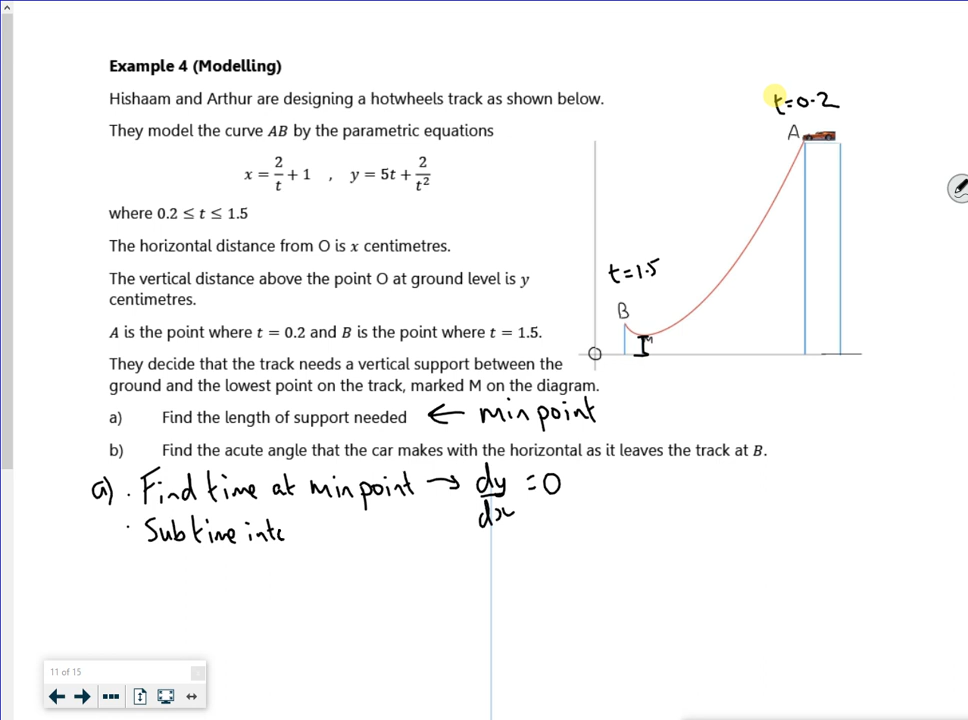 Example 4 (Modelling)
Hishaam and Arthur are designing a hotwheels track as shown below.
They model the curve AB by the parametric equations
x = 2/t + 1 , y = 5t + 2/t²
where 0.2 ≤ t ≤ 1.5
The horizontal distance from O is x centimetres.
The vertical distance above the point O at ground level is y
centimetres.
A is the point where t = 0.2 and B is the point where t = 1.5.
They decide that the track needs a vertical support between the
ground and the lowest point on the track, marked M on the diagram.
a) Find the length of support needed ← min point
b) Find the acute angle that the car makes with the horizontal as it leaves the track at B.
a) . Find time at min point → dy/dx = 0
· Sub time into
t=0.2
A
t=1.5
B
M
O
11 of 15